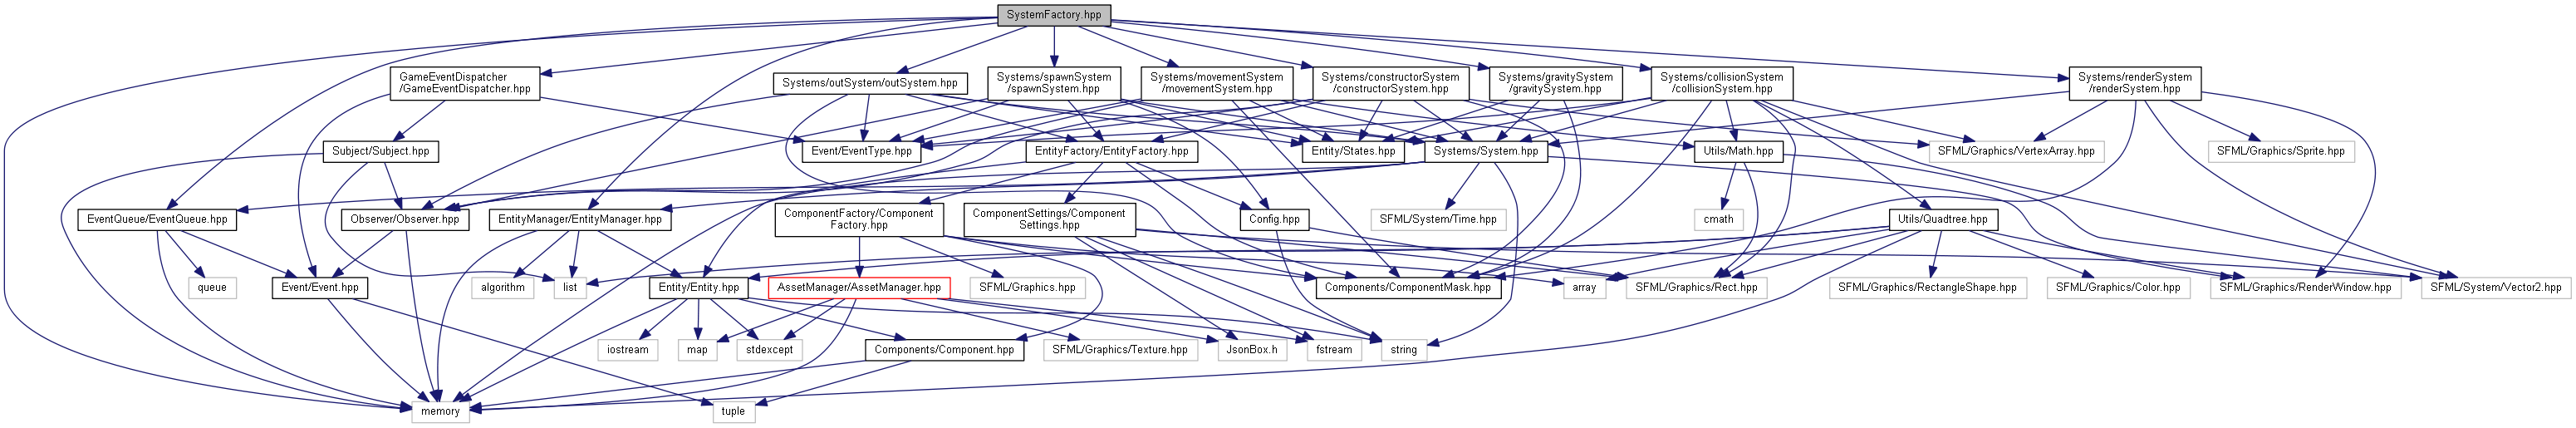 SystemFactory.hpp
GameEventDispatcher
/GameEventDispatcher.hpp
Systems/outSystem/outSystem.hpp
Systems/spawnSystem
/spawnSystem.hpp
Systems/movementSystem
/movementSystem.hpp
Systems/constructorSystem
/constructorSystem.hpp
Systems/gravitySystem
/gravitySystem.hpp
Systems/collisionSystem
/collisionSystem.hpp
Systems/renderSystem
/renderSystem.hpp
Subject/Subject.hpp
Event/EventType.hpp
EntityFactory/EntityFactory.hpp
Entity/States.hpp
Systems/System.hpp
Utils/Math.hpp
SFML/Graphics/VertexArray.hpp
SFML/Graphics/Sprite.hpp
EventQueue/EventQueue.hpp
Observer/Observer.hpp
EntityManager/EntityManager.hpp
ComponentFactory/Component
Factory.hpp
ComponentSettings/Component
Settings.hpp
Config.hpp
SFML/System/Time.hpp
cmath
Utils/Quadtree.hpp
queue
Event/Event.hpp
algorithm
list
Entity/Entity.hpp
AssetManager/AssetManager.hpp
SFML/Graphics.hpp
Components/ComponentMask.hpp
array
SFML/Graphics/Rect.hpp
SFML/Graphics/RectangleShape.hpp
SFML/Graphics/Color.hpp
SFML/Graphics/RenderWindow.hpp
SFML/System/Vector2.hpp
iostream
map
stdexcept
Components/Component.hpp
SFML/Graphics/Texture.hpp
JsonBox.h
fstream
string
memory
tuple